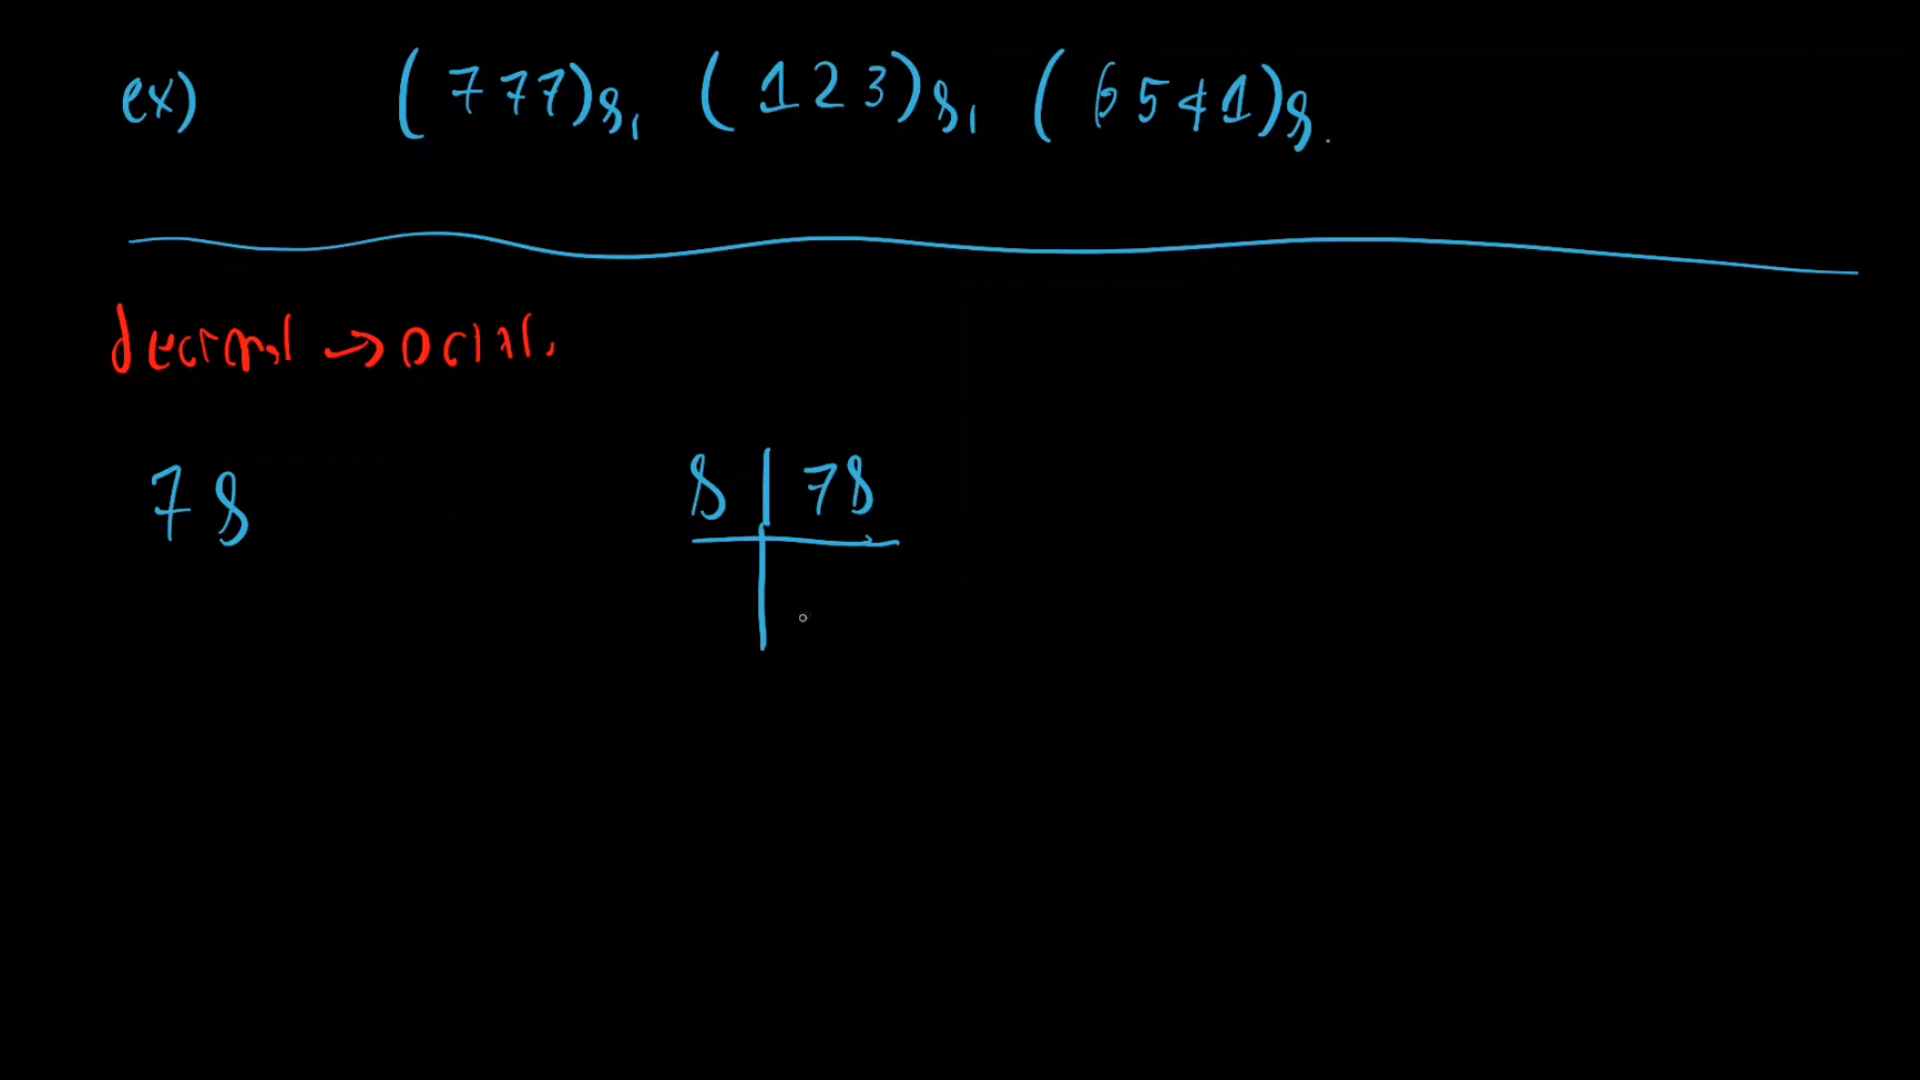 ex) (777)8, (123)8, (6541)8.
decimal → octal.
78 8 | 78